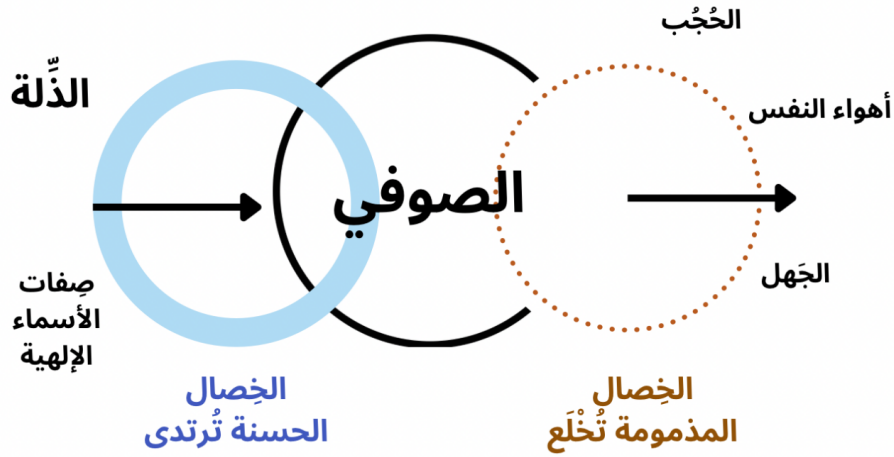 الحُجُب
أهواء النفس
الجَهل
الصوفي
الذِّلة
صِفات
الأسماء
الإلهية
الخِصال
المذمومة تُخْلَع
الخِصال
الحسنة تُرتدى